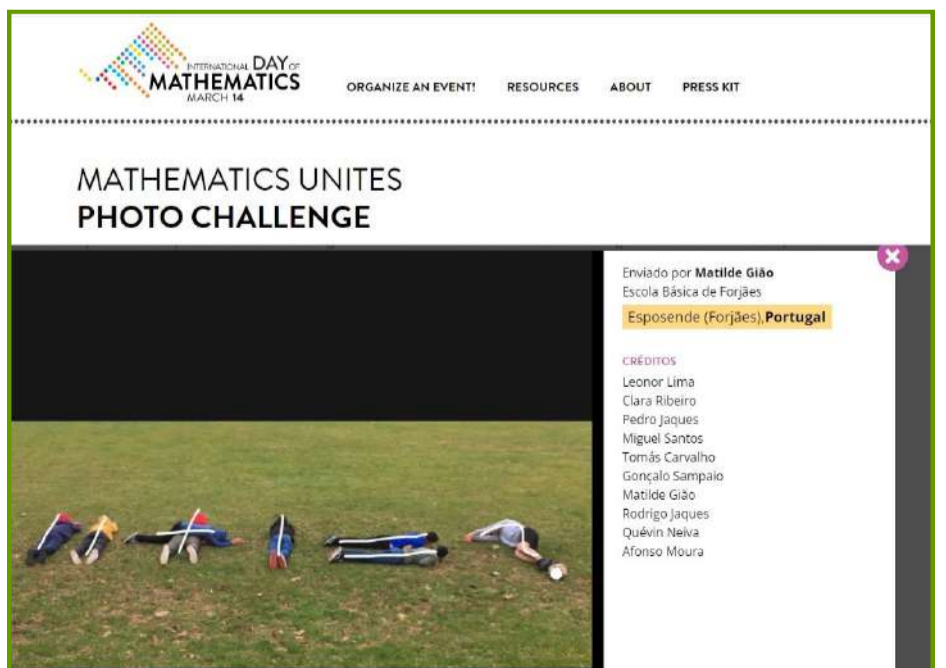 INTERNATIONAL DAY OF
MATHEMATICS
MARCH 14
ORGANIZE AN EVENT! RESOURCES ABOUT PRESS KIT
MATHEMATICS UNITES
PHOTO CHALLENGE
Enviado por Matilde Gião
Escola Básica de Forjães
Esposende (Forjães),Portugal
CRÉDITOS
Leonor Lima
Clara Ribeiro
Pedro Jaques
Miguel Santos
Tomás Carvalho
Gonçalo Sampaio
Matilde Gião
Rodrigo Jaques
Quévin Neiva
Afonso Moura